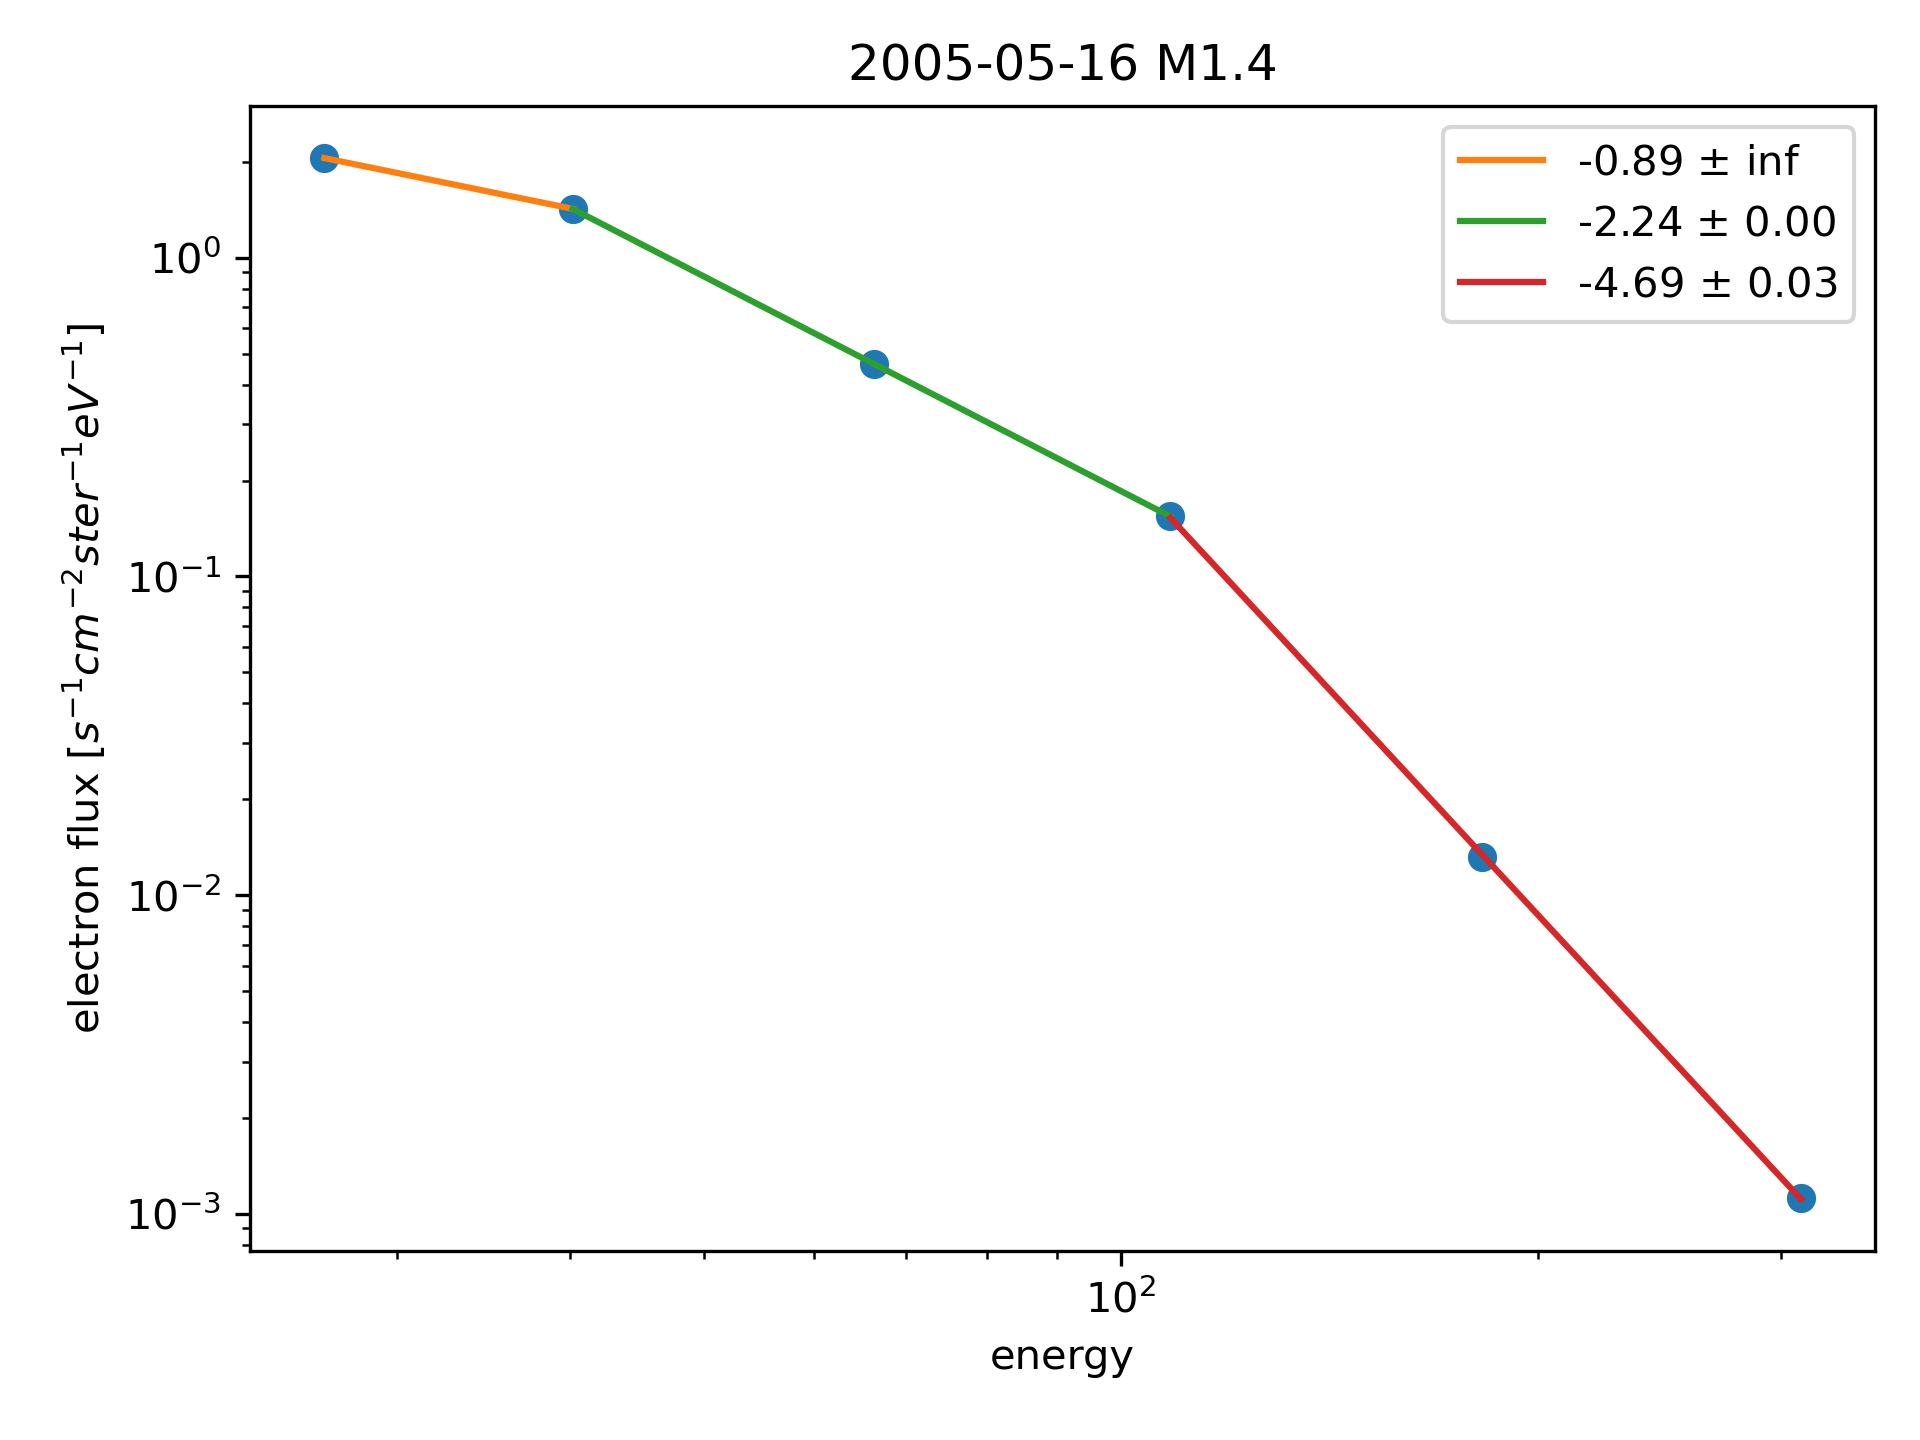 2005-05-16 M1.4
-0.89 ± inf
-2.24 ± 0.00
-4.69 ± 0.03
electron flux [s⁻¹cm⁻²ster⁻¹eV⁻¹]
10⁰
10⁻¹
10⁻²
10⁻³
10²
energy